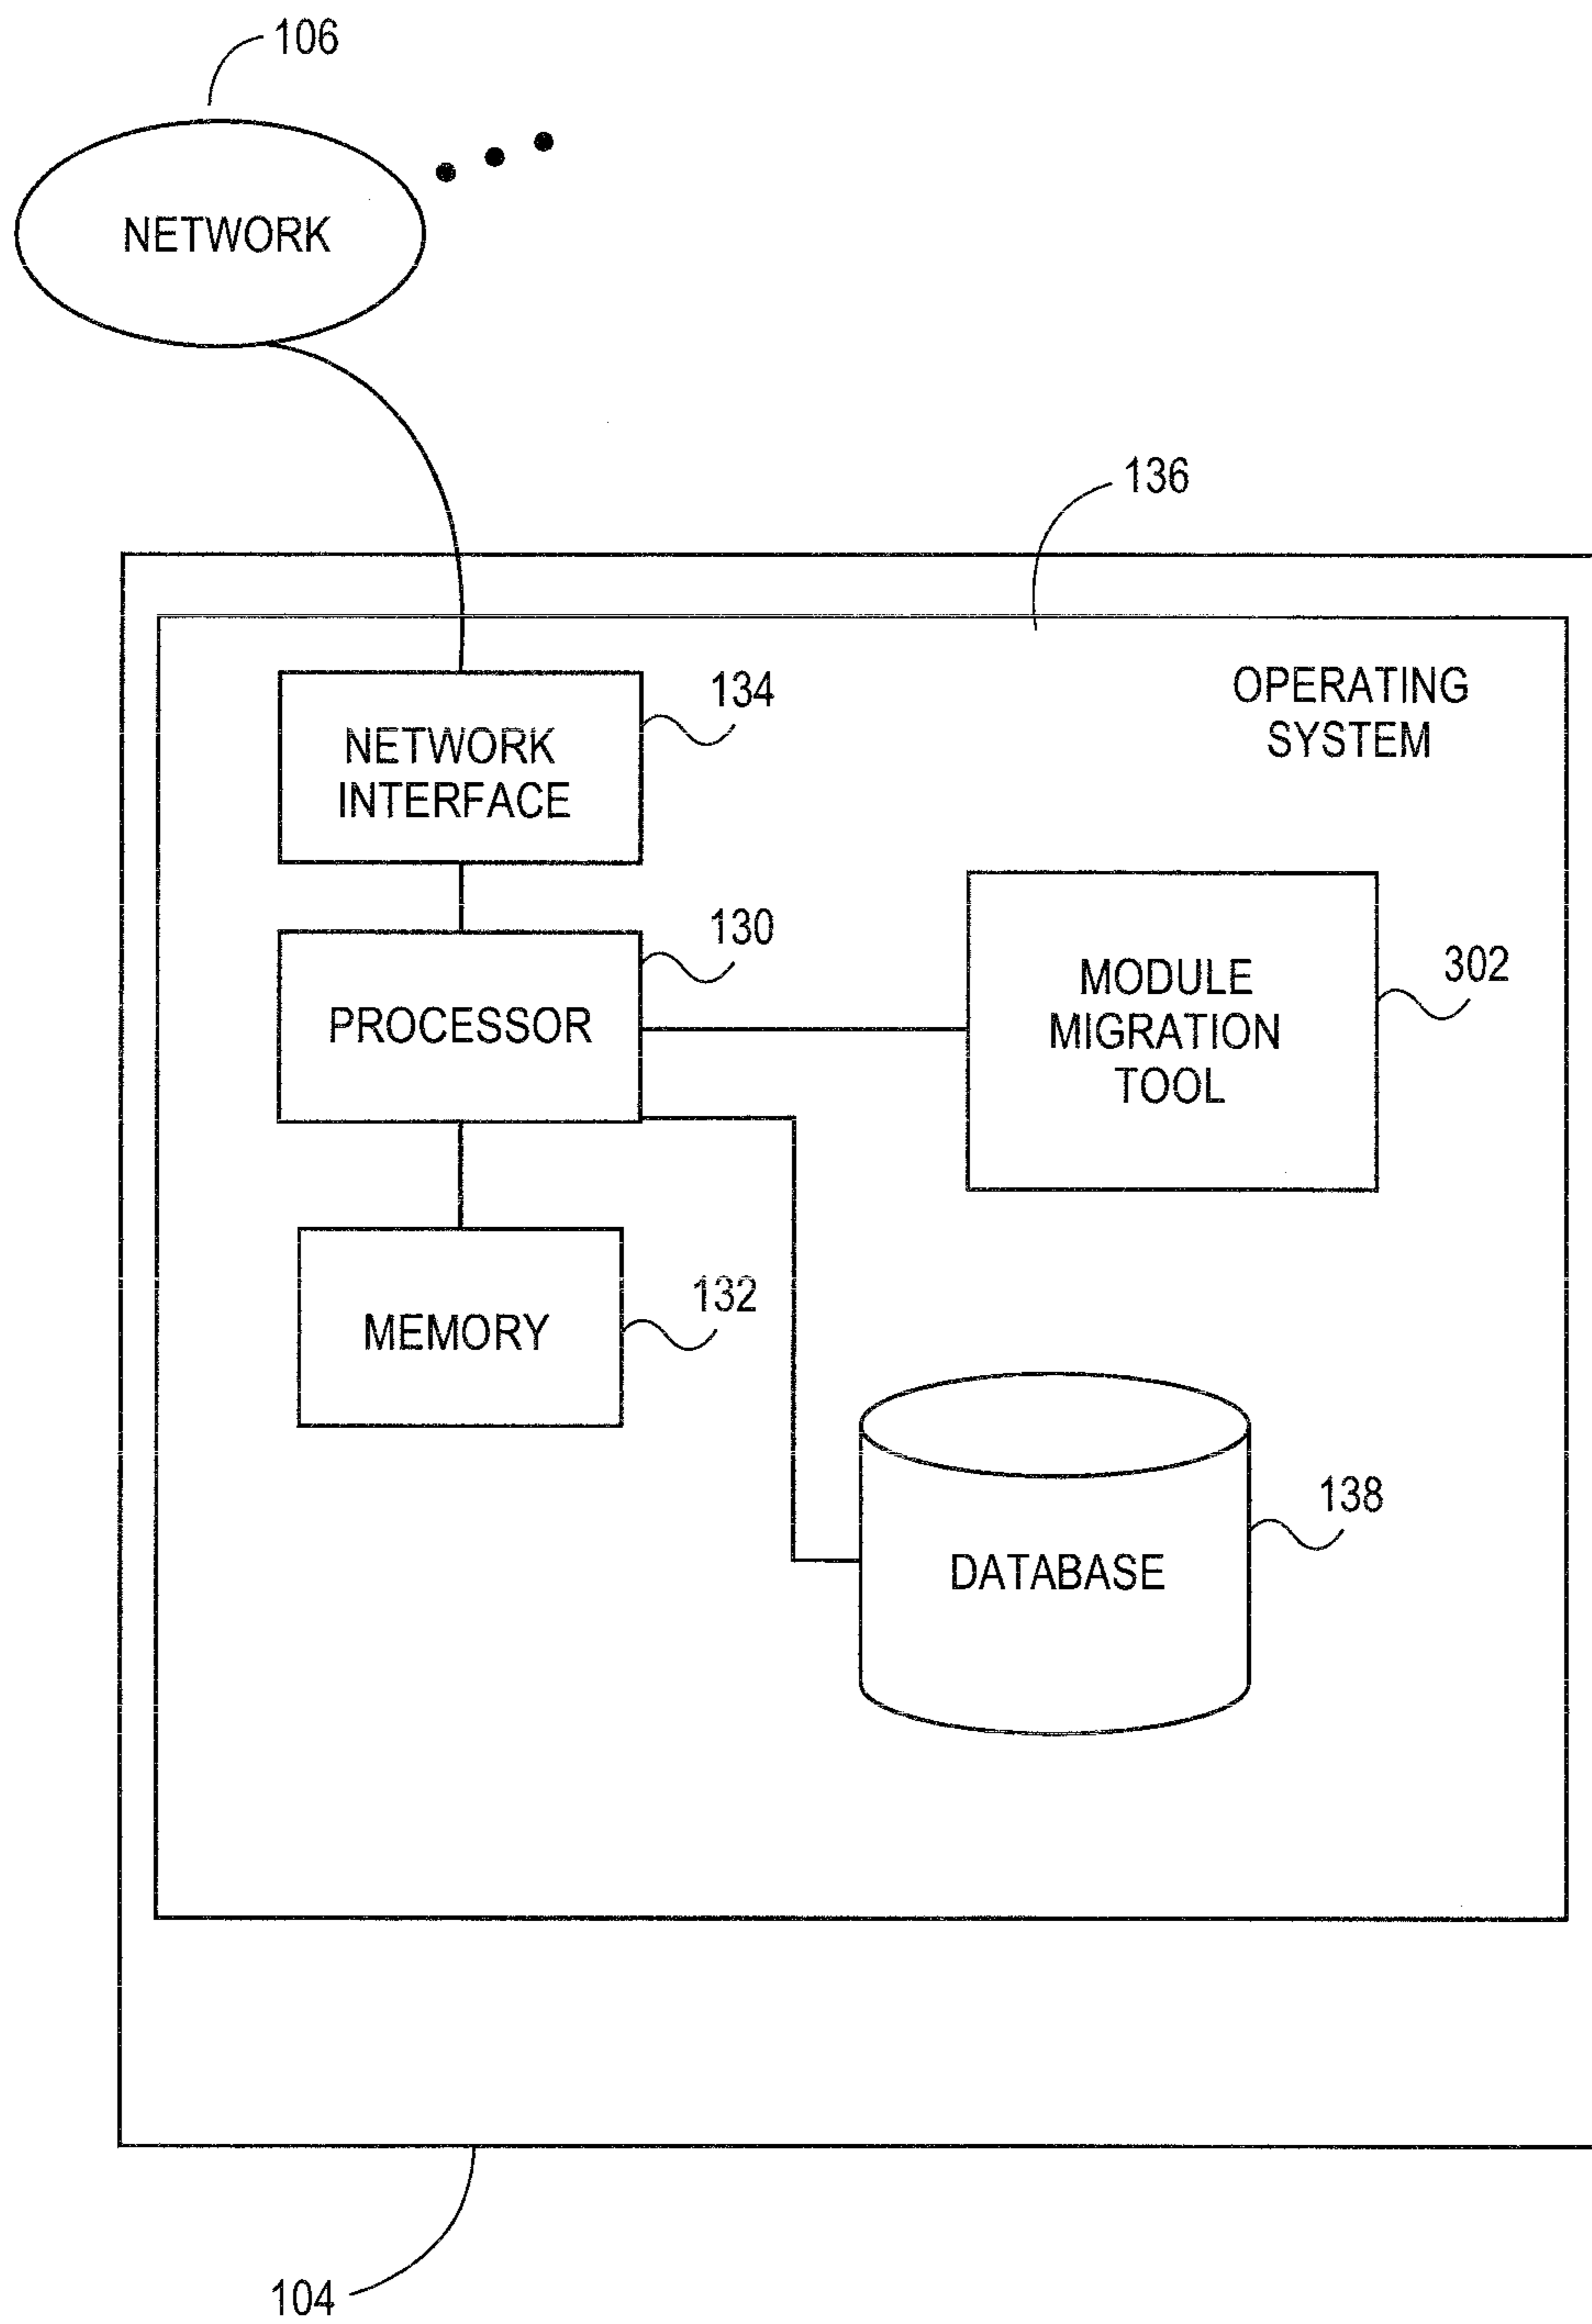 106
NETWORK
136
OPERATING
SYSTEM
134
NETWORK
INTERFACE
130
PROCESSOR
302
MODULE
MIGRATION
TOOL
132
MEMORY
138
DATABASE
104